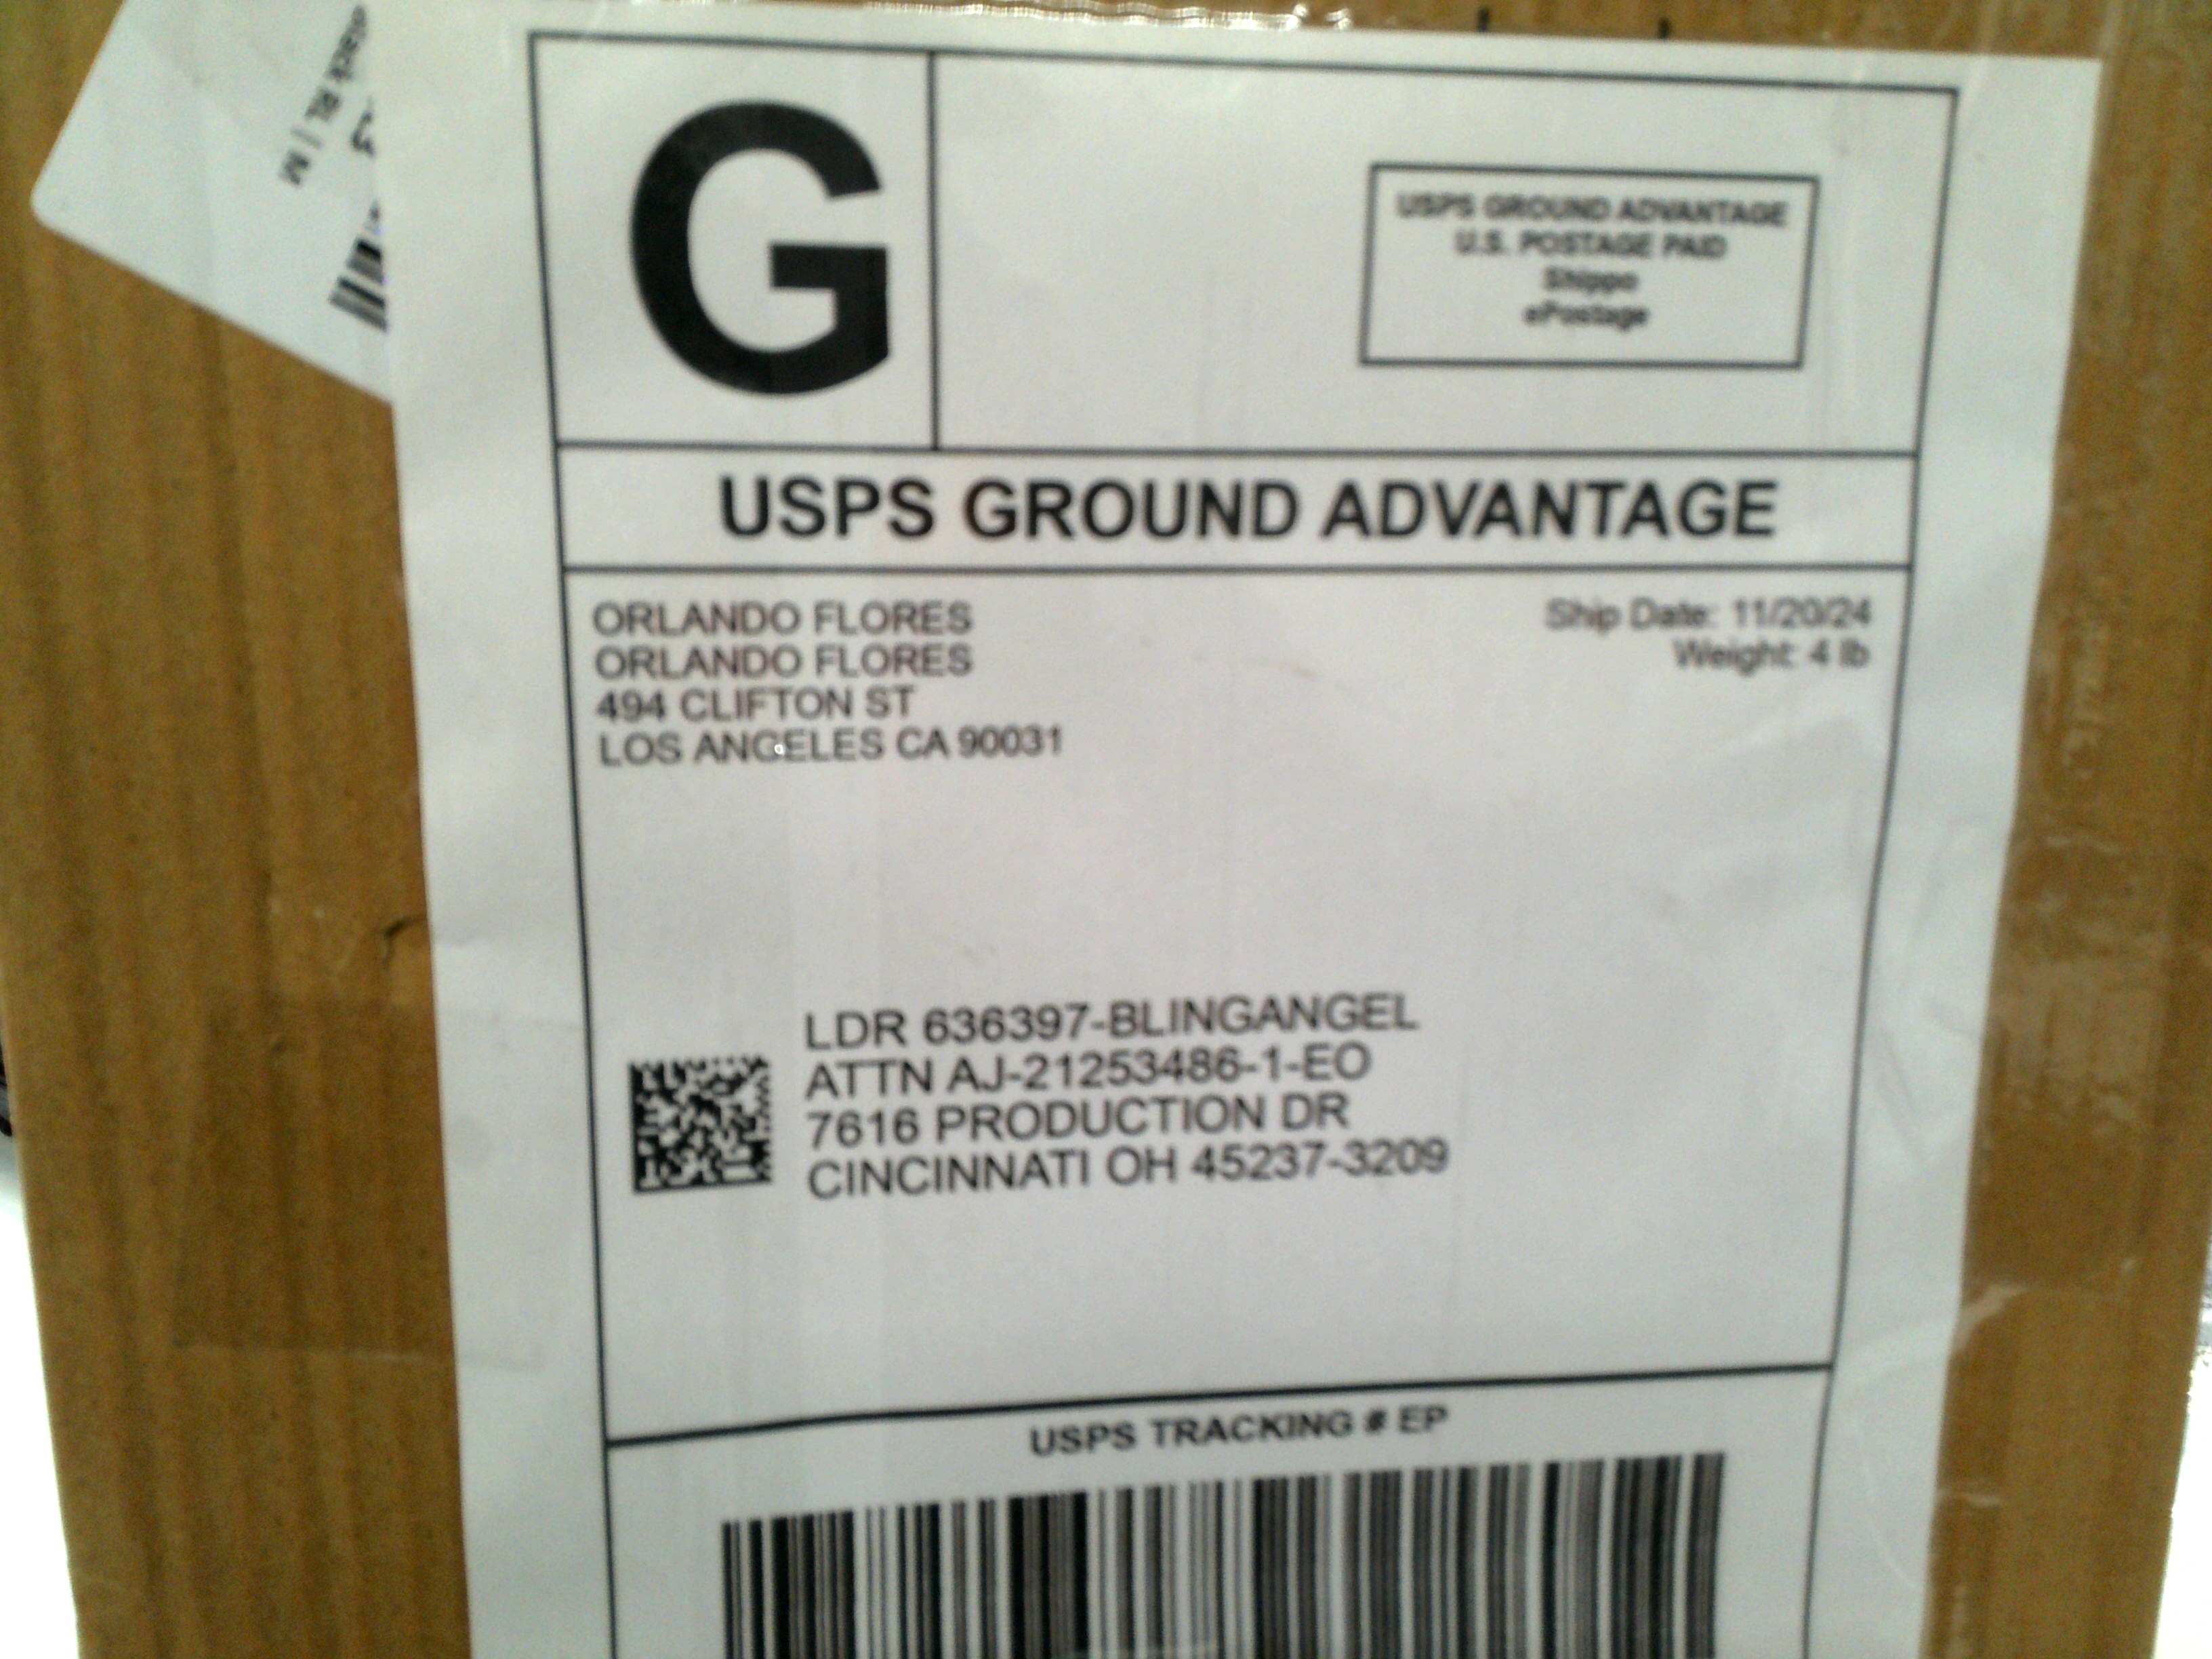 Black RL | M
G
USPS GROUND ADVANTAGE
U.S. POSTAGE PAID
Shippo
ePostage
USPS GROUND ADVANTAGE
ORLANDO FLORES
ORLANDO FLORES
494 CLIFTON ST
LOS ANGELES CA 90031
Ship Date: 11/20/24
Weight: 4 lb
LDR 636397-BLINGANGEL
ATTN AJ-21253486-1-EO
7616 PRODUCTION DR
CINCINNATI OH 45237-3209
USPS TRACKING # EP